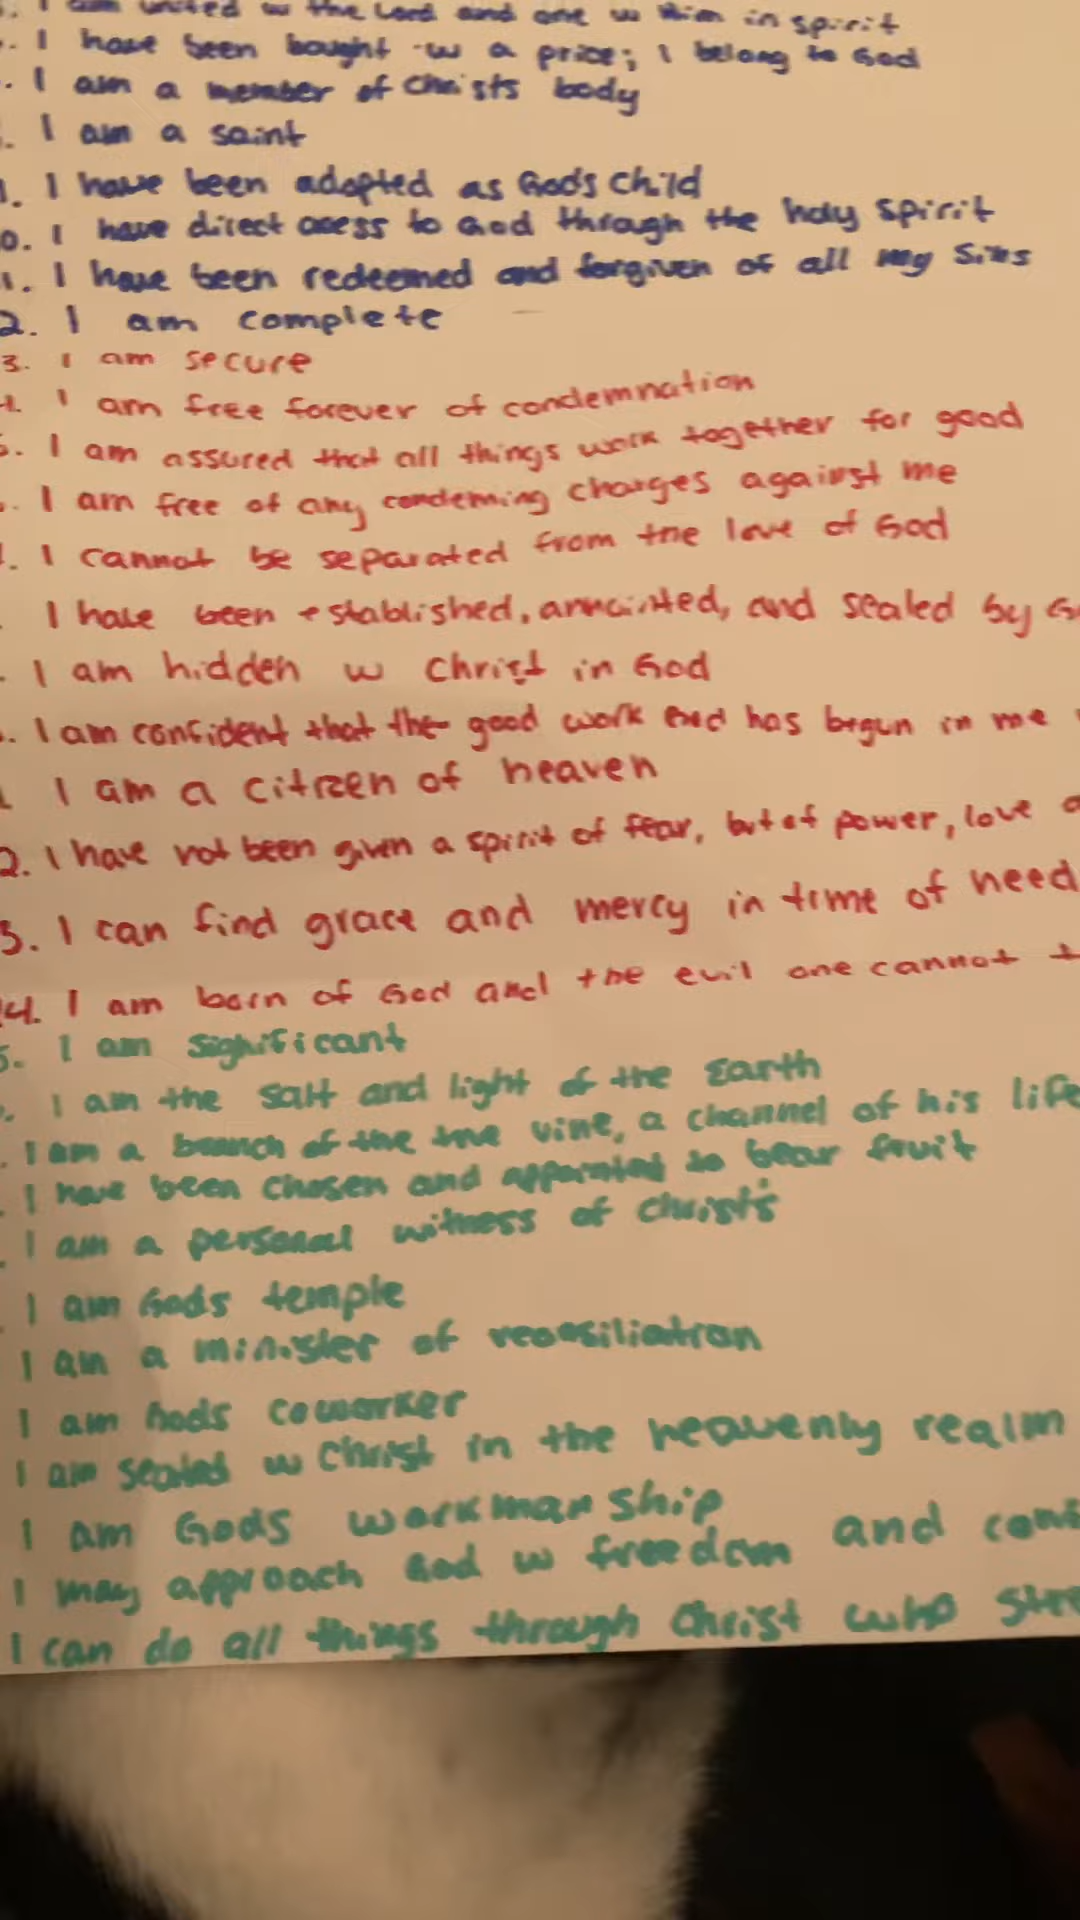 I am united w the Lord and one w Him in spirit
. I have been bought w a price; I belong to God
. I am a member of Christs body
. I am a saint
. I have been adopted as Gods child
0. I have direct acess to God through the holy spirit
1. I have been redeemed and forgiven of all my sins
2. I am complete
3. I am secure
4. I am free forever of condemnation
5. I am assured that all things work together for good
. I am free of any condeming charges against me
. I cannot be separated from the love of God
I have been established, annointed, and sealed by G
I am hidden w Christ in God
. I am confident that the good work God has begun in me
I am a citizen of heaven
2. I have not been given a spirit of fear, but of power, love
3. I can find grace and mercy in time of need
24. I am born of God and the evil one cannot t
5. I am significant
. I am the salt and light of the Earth
. I am a branch of the true vine, a channel of his life
I have been chosen and appointed to bear fruit
. I am a personal witness of Christ's
I am Gods temple
I am a minister of
I am Gods coworker
I am seated w Christ in the heavenly realm
I am Gods workmanship
I may approach God w freedom and conf
I can do all things through Christ who stre